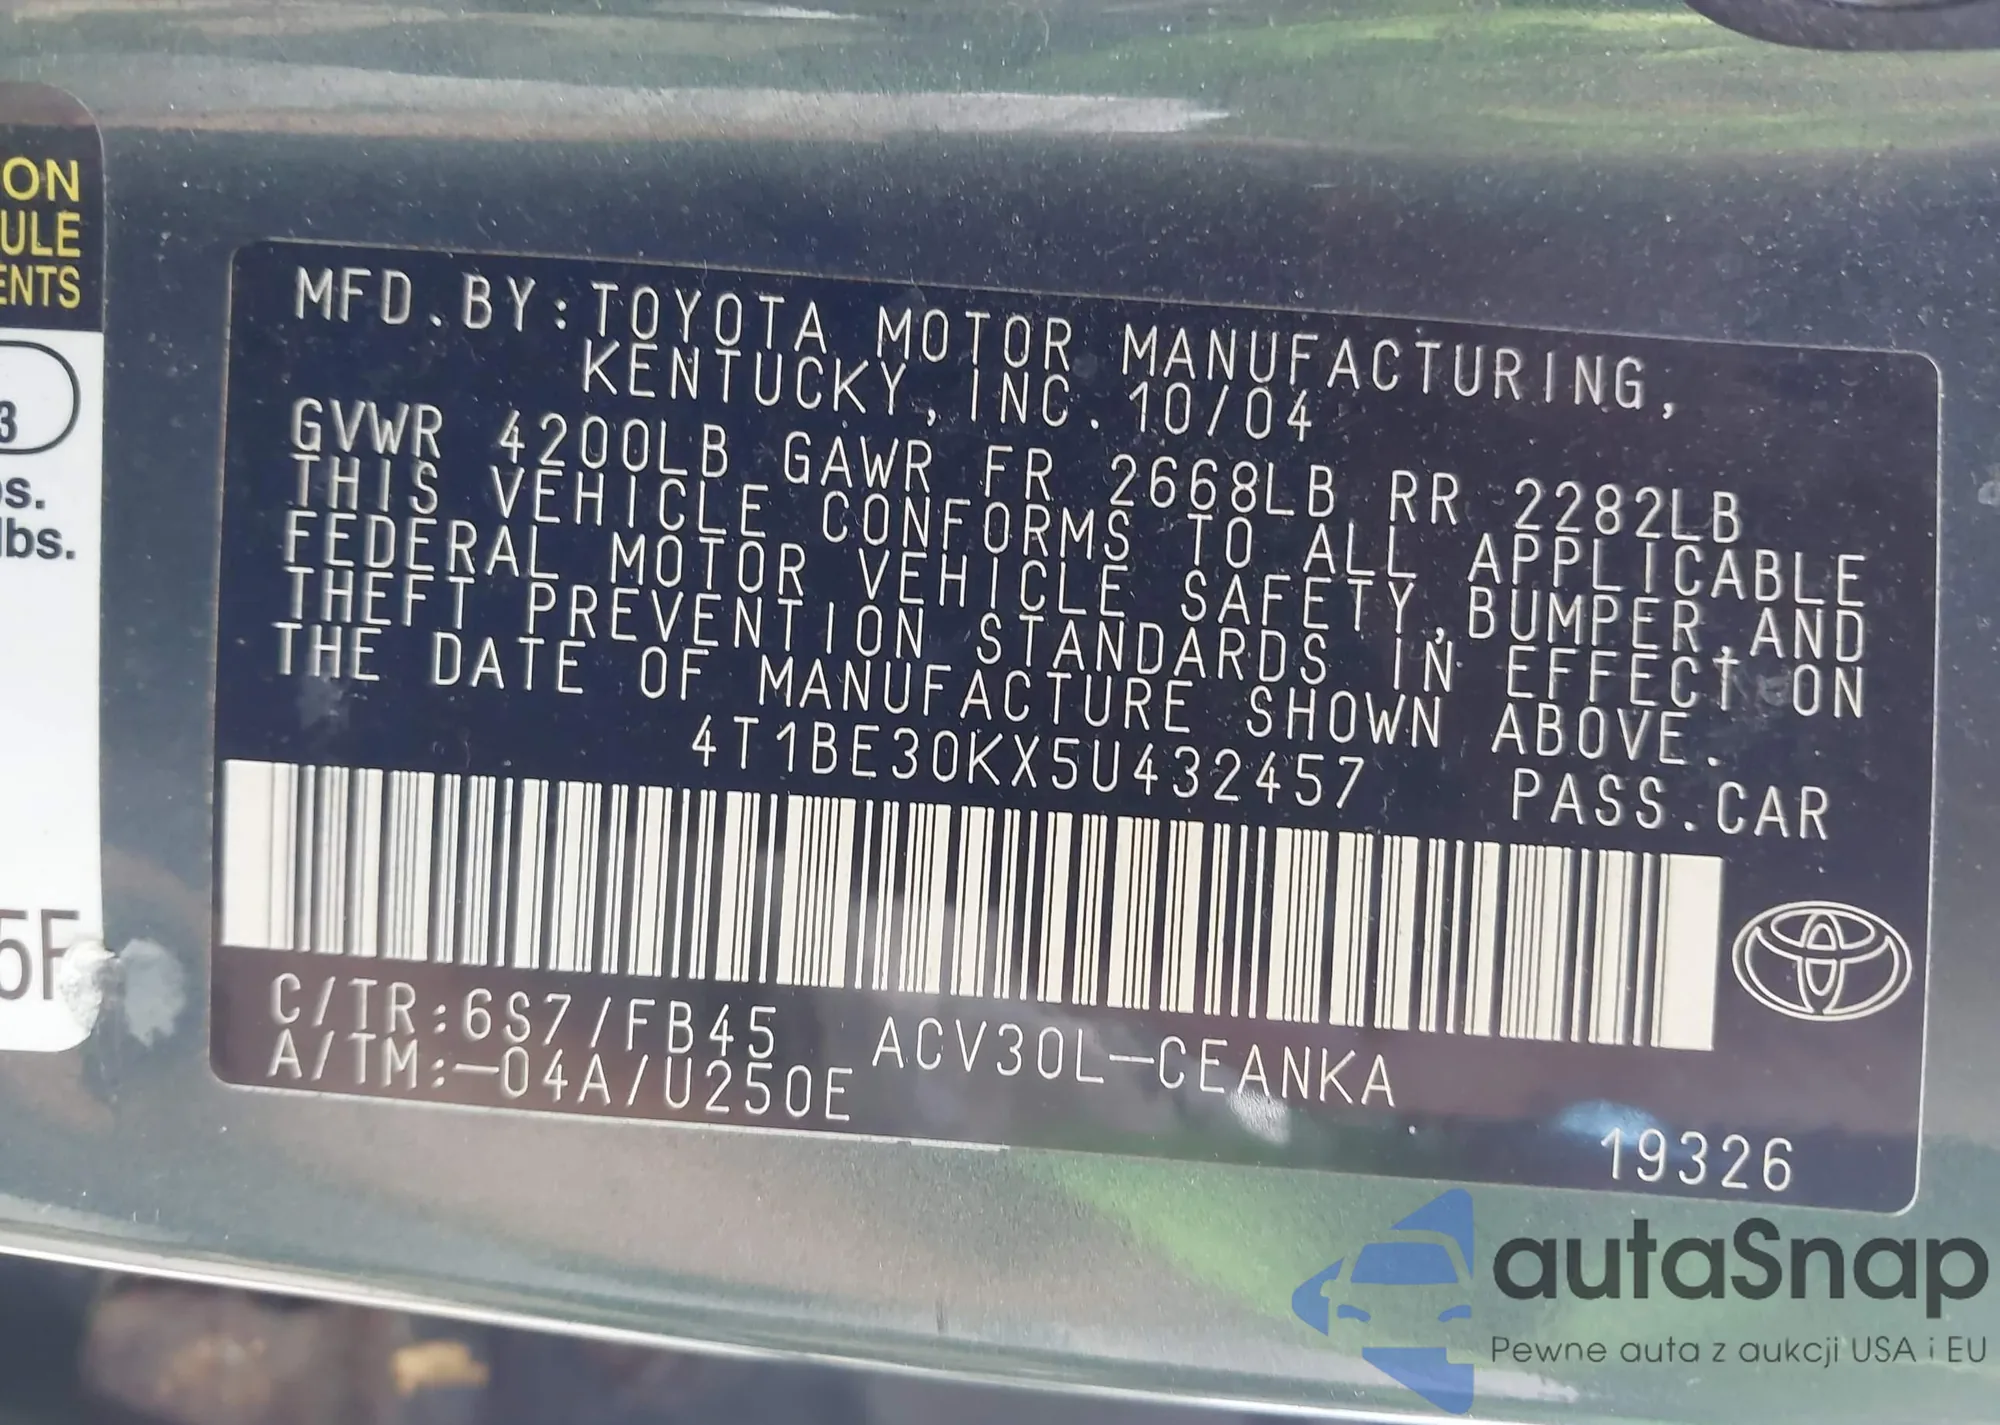 ON
ULE
ENTS
3
os.
lbs.
5F
MFD.BY:TOYOTA MOTOR MANUFACTURING,
KENTUCKY, INC. 10/04
GVWR 4200LB GAWR FR 2668LB RR 2282LB
THIS VEHICLE CONFORMS TO ALL APPLICABLE
FEDERAL MOTOR VEHICLE SAFETY, BUMPER, AND
THEFT PREVENTION STANDARDS IN EFFECT ON
THE DATE OF MANUFACTURE SHOWN ABOVE.
4T1BE30KX5U432457 PASS.CAR
C/TR:6S7/FB45 ACV30L-CEANKA
A/TM:-04A/U250E
19326
autaSnap
Pewne auta z aukcji USA i EU